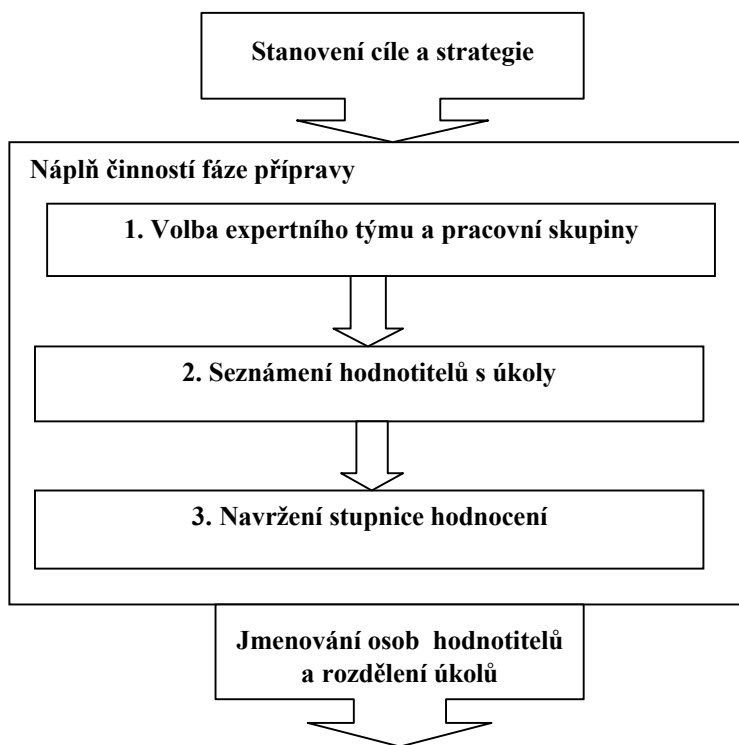 Stanovení cíle a strategie
Náplň činností fáze přípravy
1. Volba expertního týmu a pracovní skupiny
2. Seznámení hodnotitelů s úkoly
3. Navržení stupnice hodnocení
Jmenování osob hodnotitelů
a rozdělení úkolů